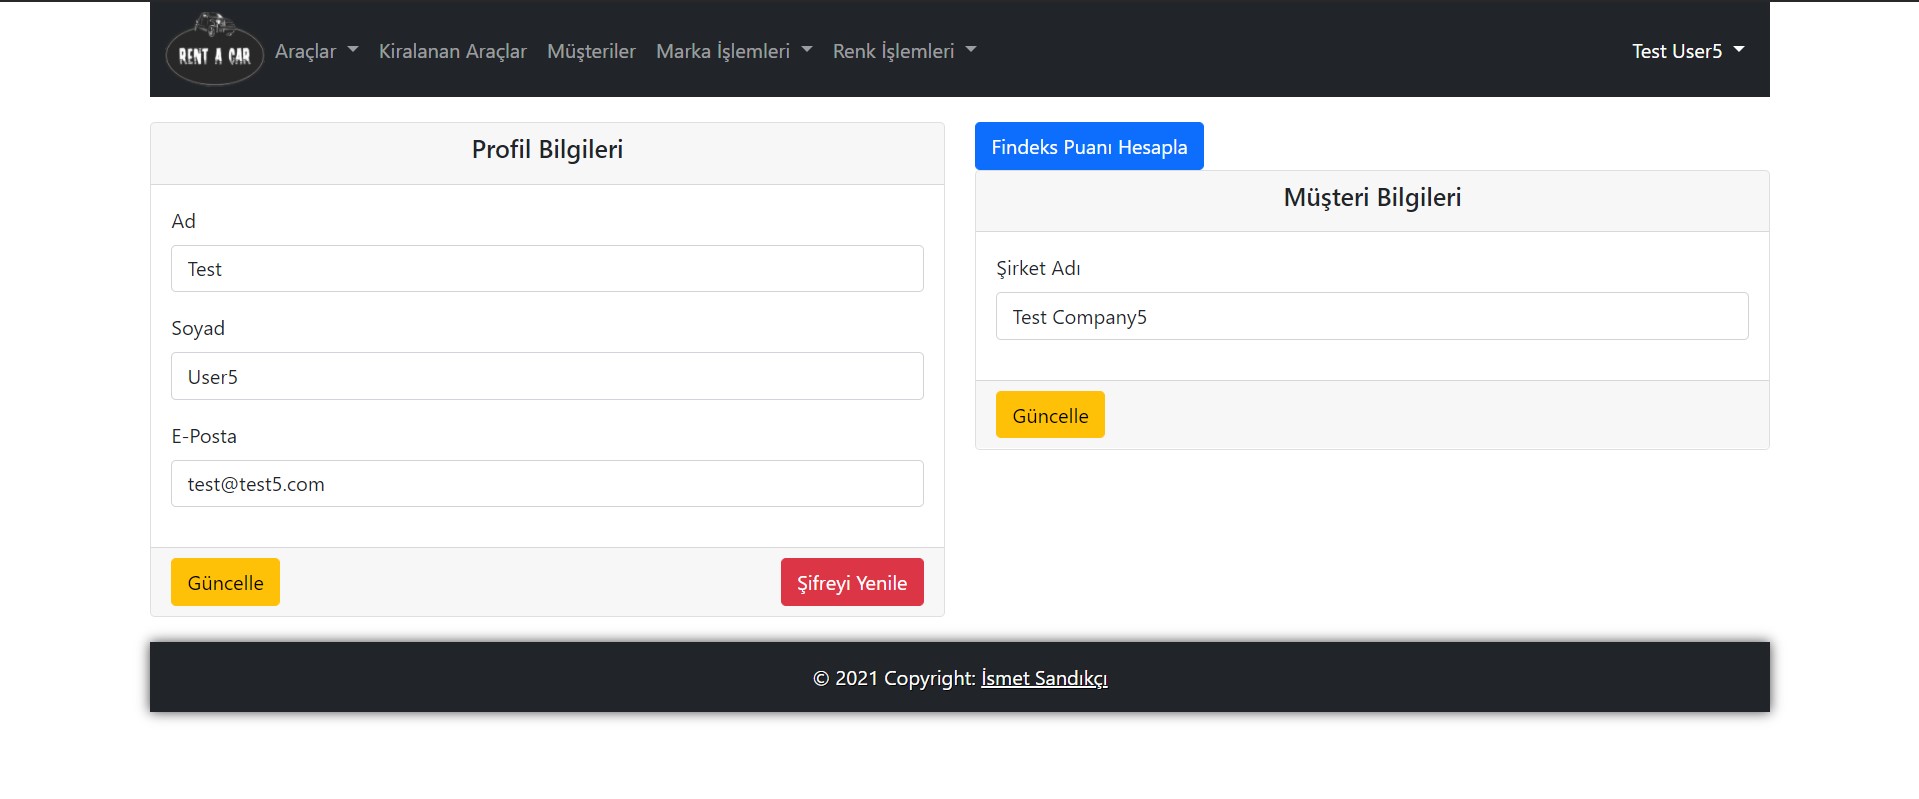 RENT A CAR
Araçlar
Kiralanan Araçlar
Müşteriler
Marka İşlemleri
Renk İşlemleri
Test User5
Profil Bilgileri
Ad
Test
Soyad
User5
E-Posta
test@test5.com
Güncelle
Şifreyi Yenile
Findeks Puanı Hesapla
Müşteri Bilgileri
Şirket Adı
Test Company5
Güncelle
© 2021 Copyright: İsmet Sandıkçı